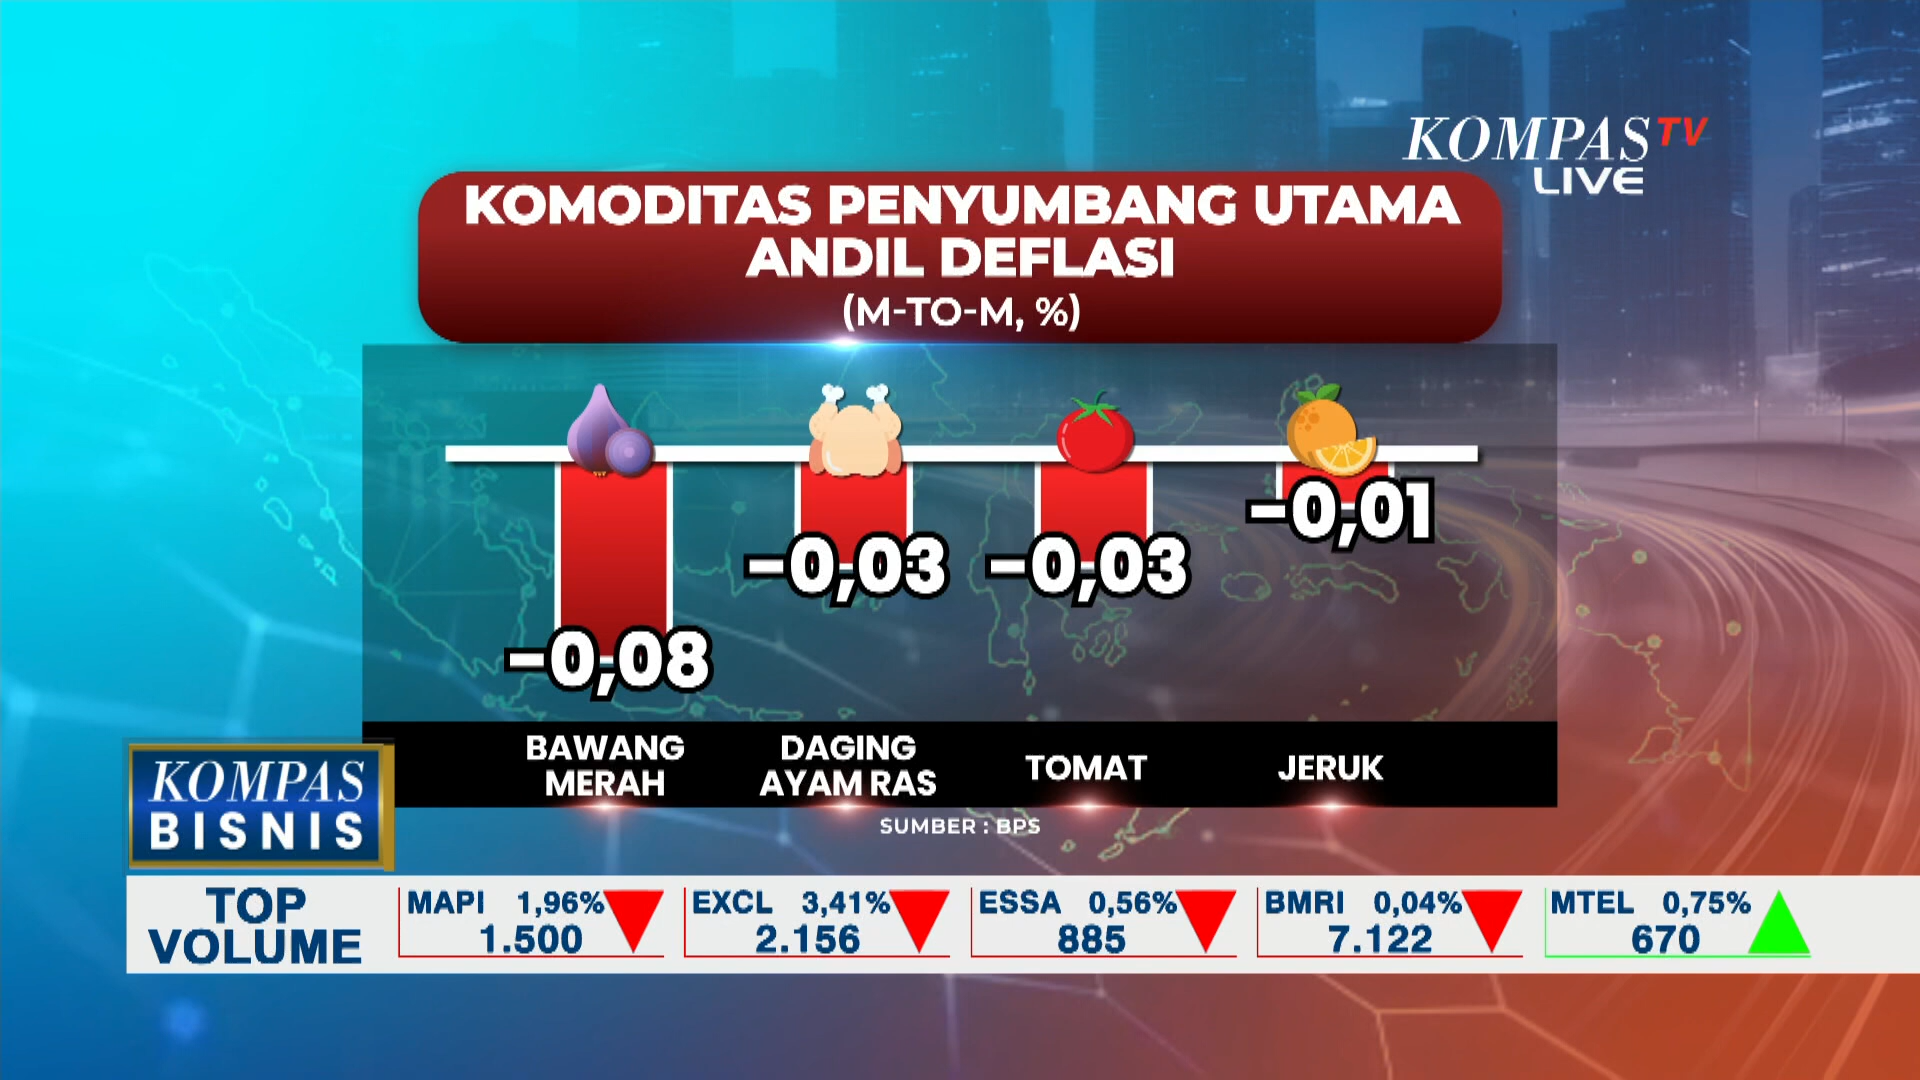 KOMPAS TV
LIVE
KOMODITAS PENYUMBANG UTAMA
ANDIL DEFLASI
(M-TO-M, %)
-0,08
-0,03
-0,03
-0,01
BAWANG
MERAH
DAGING
AYAM RAS
TOMAT
JERUK
SUMBER : BPS
KOMPAS
BISNIS
TOP
VOLUME
MAPI 1,96%
1.500
EXCL 3,41%
2.156
ESSA 0,56%
885
BMRI 0,04%
7.122
MTEL 0,75%
670